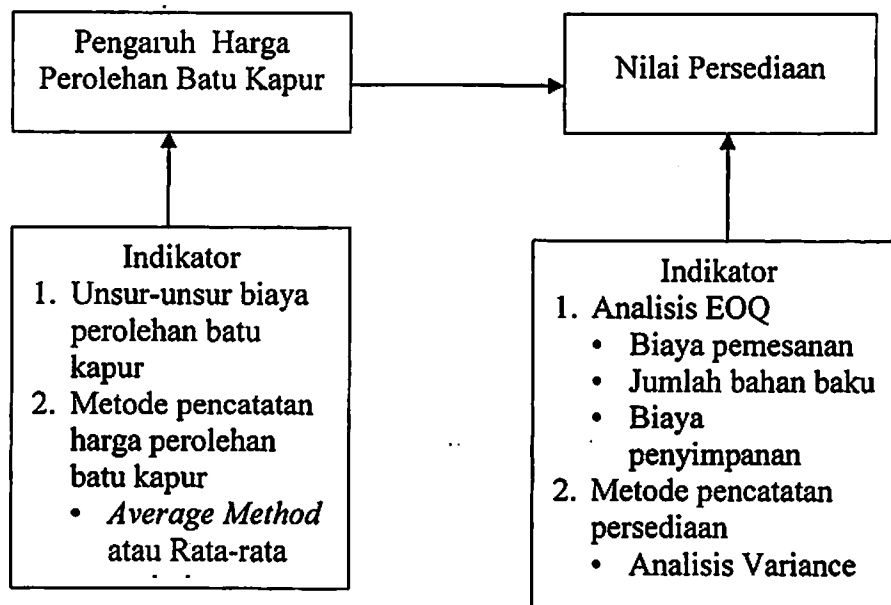 Pengaruh Harga
Perolehan Batu Kapur
Nilai Persediaan
Indikator
1. Unsur-unsur biaya
perolehan batu
kapur
2. Metode pencatatan
harga perolehan
batu kapur
• Average Method
atau Rata-rata
Indikator
1. Analisis EOQ
• Biaya pemesanan
• Jumlah bahan baku
• Biaya
penyimpanan
2. Metode pencatatan
persediaan
• Analisis Variance